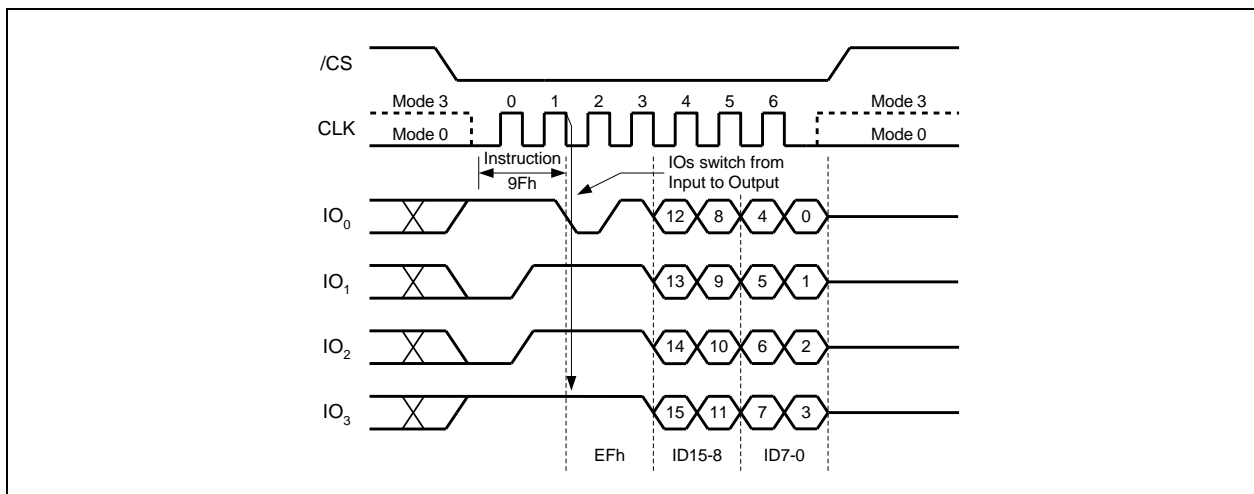 /CS
Mode 3 0 1 2 3 4 5 6 Mode 3
CLK Mode 0 Mode 0
Instruction IOs switch from
9Fh Input to Output
IO0 12 8 4 0
IO1 13 9 5 1
IO2 14 10 6 2
IO3 15 11 7 3
EFh ID15-8 ID7-0